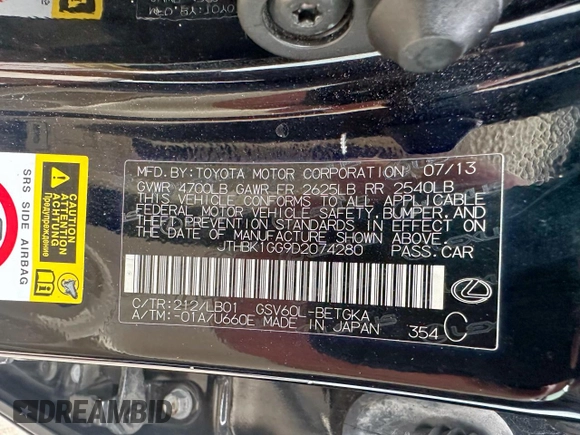 MFD. BY: TOYOTA MOTOR CORPORATION 07/13
GVWR 4700LB GAWR FR 2625LB RR 2540LB
THIS VEHICLE CONFORMS TO ALL APPLICABLE
FEDERAL MOTOR VEHICLE SAFETY, BUMPER, AND
THEFT PREVENTION STANDARDS IN EFFECT ON
THE DATE OF MANUFACTURE SHOWN ABOVE.
JTHBK1GG9D2074280 PASS. CAR
C/TR: 212/LB01 GSV60L-BETGKA
A/TM: -01A/U660E MADE IN JAPAN 354 C
SRS SIDE AIRBAG
ATTENTION
ACHTUNG
Предупреждение
DREAMBID